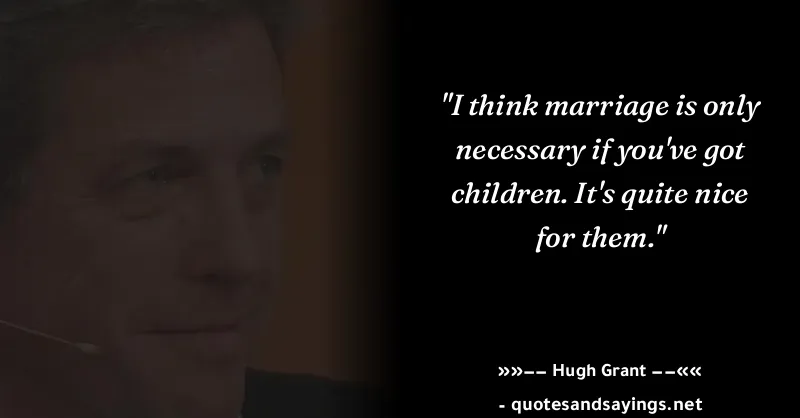 "I think marriage is only
necessary if you've got
children. It's quite nice
for them."
»»–– Hugh Grant ––««
- quotesandsayings.net